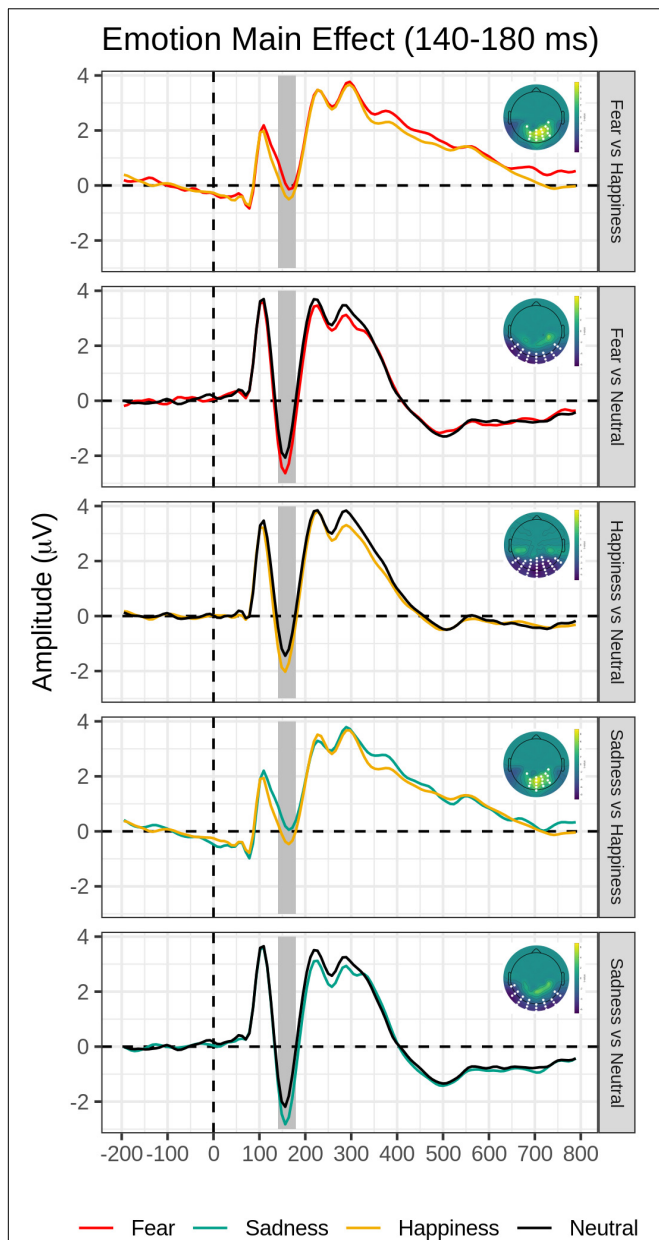 Emotion Main Effect (140-180 ms)
Amplitude (μV)
4
2
0
-2
Fear vs Happiness
4
2
0
-2
Fear vs Neutral
4
2
0
-2
Happiness vs Neutral
4
2
0
-2
Sadness vs Happiness
4
2
0
-2
Sadness vs Neutral
-200 -100 0 100 200 300 400 500 600 700 800
Fear Sadness Happiness Neutral